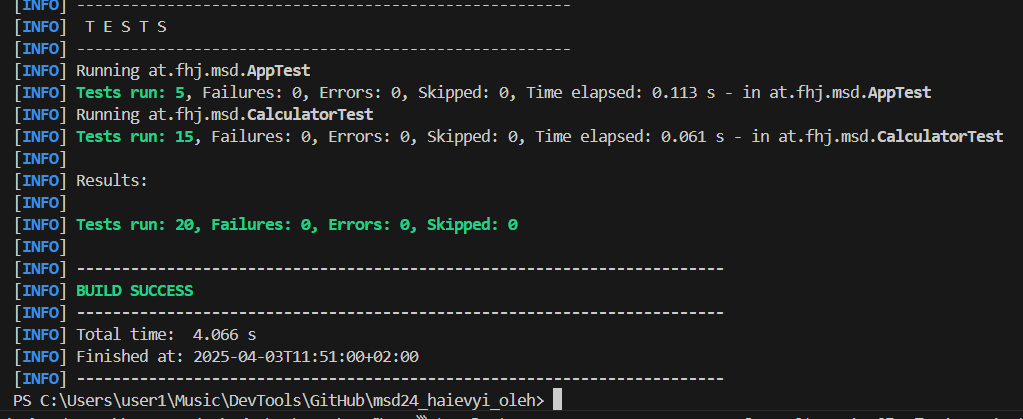 [INFO] -------------------------------------------------------
[INFO]  T E S T S
[INFO] -------------------------------------------------------
[INFO] Running at.fhj.msd.AppTest
[INFO] Tests run: 5, Failures: 0, Errors: 0, Skipped: 0, Time elapsed: 0.113 s - in at.fhj.msd.AppTest
[INFO] Running at.fhj.msd.CalculatorTest
[INFO] Tests run: 15, Failures: 0, Errors: 0, Skipped: 0, Time elapsed: 0.061 s - in at.fhj.msd.CalculatorTest
[INFO]
[INFO] Results:
[INFO]
[INFO] Tests run: 20, Failures: 0, Errors: 0, Skipped: 0
[INFO]
[INFO] ------------------------------------------------------------------------
[INFO] BUILD SUCCESS
[INFO] ------------------------------------------------------------------------
[INFO] Total time:  4.066 s
[INFO] Finished at: 2025-04-03T11:51:00+02:00
[INFO] ------------------------------------------------------------------------
PS C:\Users\user1\Music\DevTools\GitHub\msd24_haievyi_oleh>